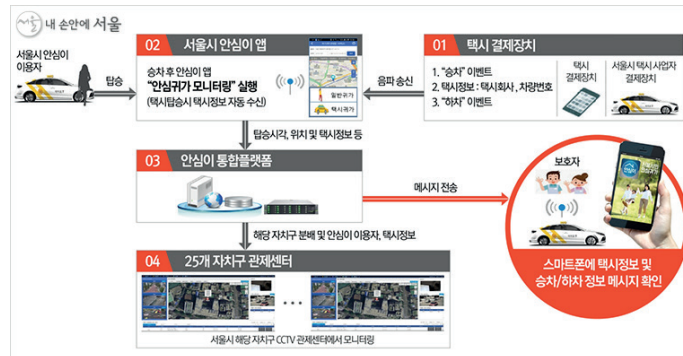 서울 내 손안에 서울
서울시 안심이
이용자
탑승
02 서울시 안심이 앱
승차 후 안심이 앱
“안심귀가 모니터링” 실행
(택시탑승시 택시정보 자동 수신)
일반귀가
택시귀가
음파 송신
01 택시 결제장치
1. “승차” 이벤트
2. 택시정보 : 택시회사, 차량번호
3. “하차” 이벤트
택시
결제장치
서울시 택시 사업자
결제장치
탑승시각, 위치 및 택시정보 등
03 안심이 통합플랫폼
메시지 전송
보호자
스마트폰에 택시정보 및
승차/하차 정보 메시지 확인
해당 자치구 분배 및 안심이 이용자, 택시정보
04 25개 자치구 관제센터
서울시 해당 자치구 CCTV 관제센터에서 모니터링